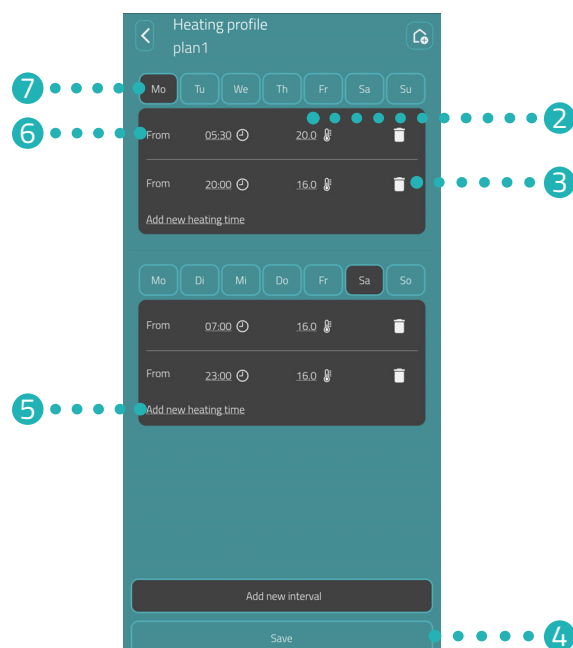 Heating profile
plan1
7 Mo Tu We Th Fr Sa Su
2
6 From 05:30 20.0
From 20:00 16.0 3
Add new heating time
Mo Di Mi Do Fr Sa So
From 07:00 16.0
From 23:00 16.0
5 Add new heating time
Add new interval
Save 4